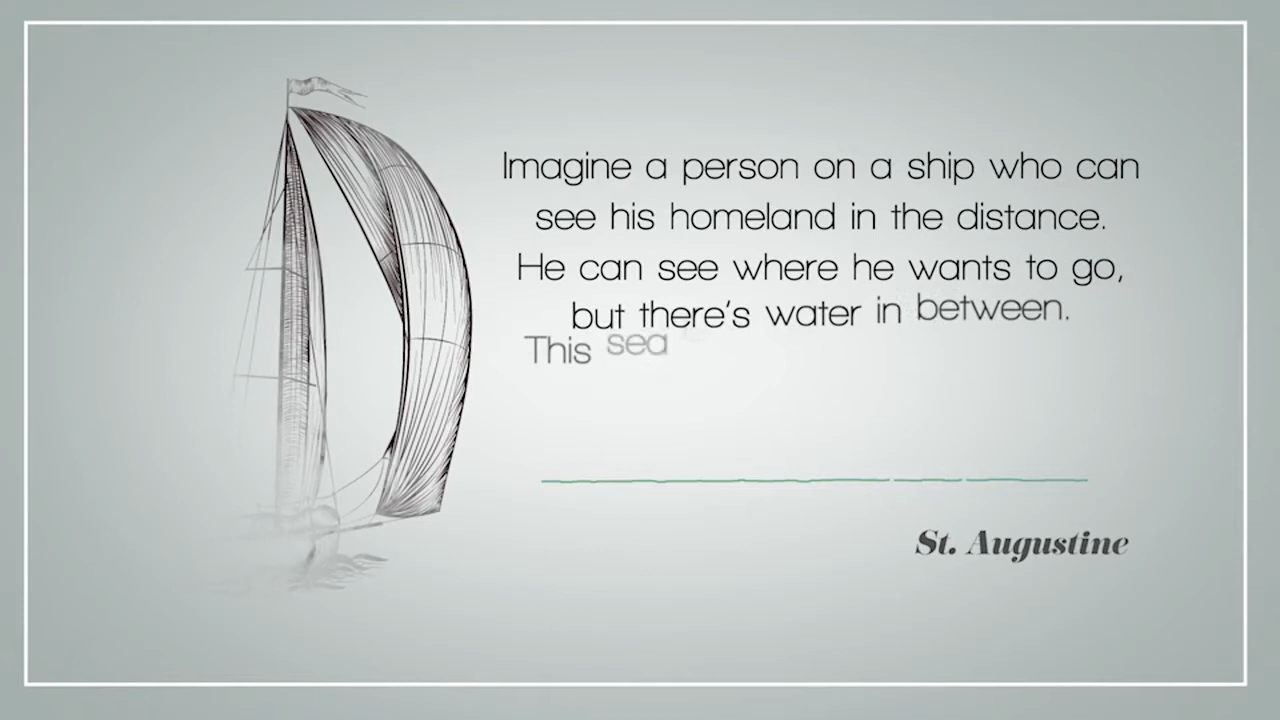 Imagine a person on a ship who can
see his homeland in the distance.
He can see where he wants to go,
but there's water in between.
This sea
St. Augustine